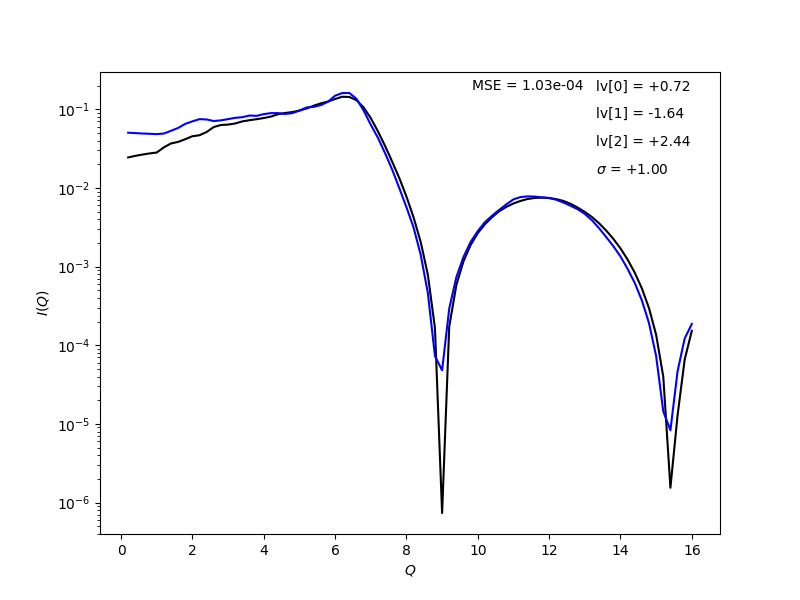 MSE = 1.03e-04 lv[0] = +0.72
lv[1] = -1.64
lv[2] = +2.44
σ = +1.00
10⁻¹
10⁻²
10⁻³
10⁻⁴
10⁻⁵
10⁻⁶
I(Q)
0 2 4 6 8 10 12 14 16
Q